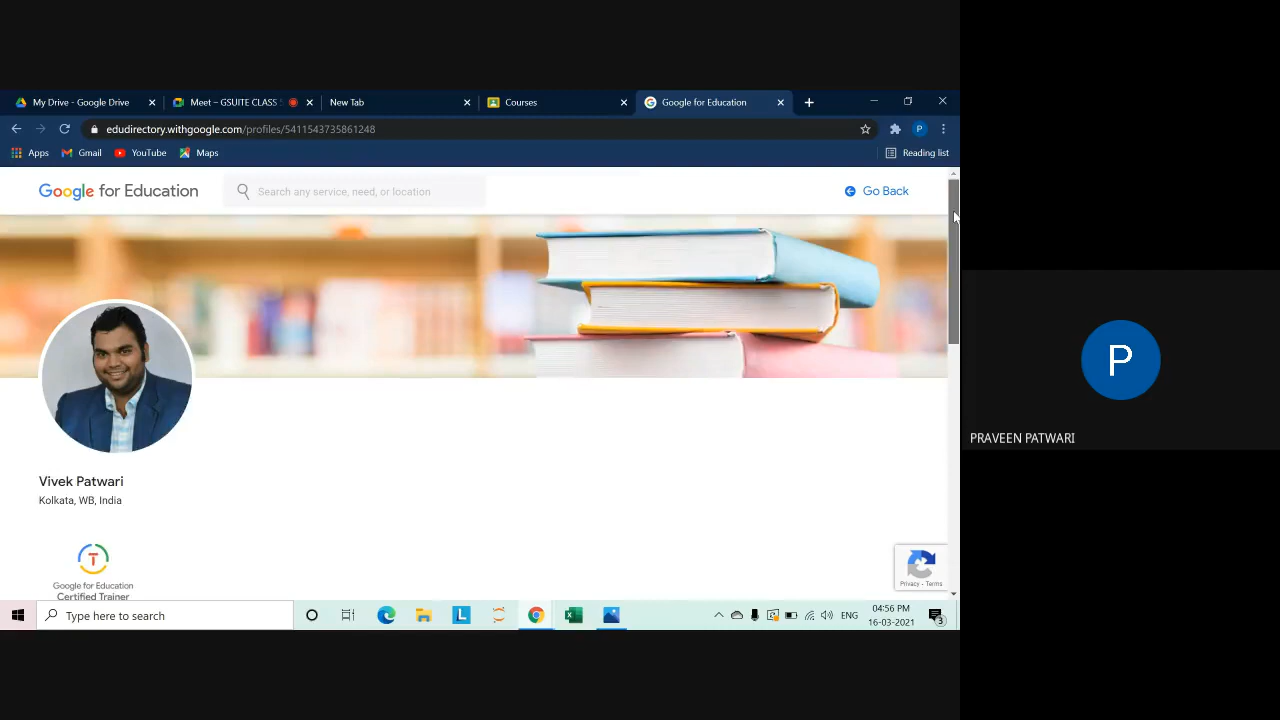 My Drive - Google Drive
Meet – GSUITE CLASS
New Tab
Courses
Google for Education
edudirectory.withgoogle.com/profiles/5411543735861248
P
Apps
Gmail
YouTube
Maps
Reading list
Google for Education
Search any service, need, or location
Go Back
P
PRAVEEN PATWARI
Vivek Patwari
Kolkata, WB, India
T
Google for Education
Certified Trainer
Privacy - Terms
Type here to search
L
X
ENG
04:56 PM
16-03-2021
3